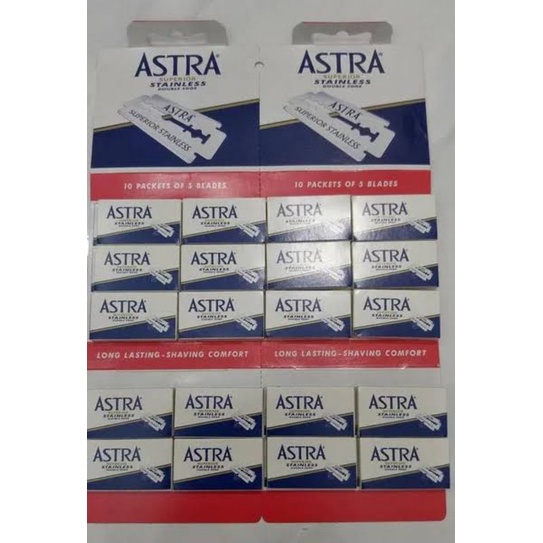 ASTRA® ASTRA®
SUPERIOR SUPERIOR
STAINLESS STAINLESS
DOUBLE EDGE DOUBLE EDGE
ASTRA ASTRA
SUPERIOR STAINLESS SUPERIOR STAINLESS
10 PACKETS OF 5 BLADES 10 PACKETS OF 5 BLADES
ASTRA ASTRA ASTRA ASTRA
STAINLESS STAINLESS STAINLESS STAINLESS
ASTRA ASTRA ASTRA ASTRA
STAINLESS STAINLESS STAINLESS STAINLESS
ASTRA ASTRA ASTRA ASTRA
STAINLESS STAINLESS STAINLESS STAINLESS
LONG LASTING-SHAVING COMFORT LONG LASTING-SHAVING COMFORT
ASTRA ASTRA ASTRA ASTRA
STAINLESS STAINLESS STAINLESS STAINLESS
ASTRA ASTRA ASTRA ASTRA
STAINLESS STAINLESS STAINLESS STAINLESS